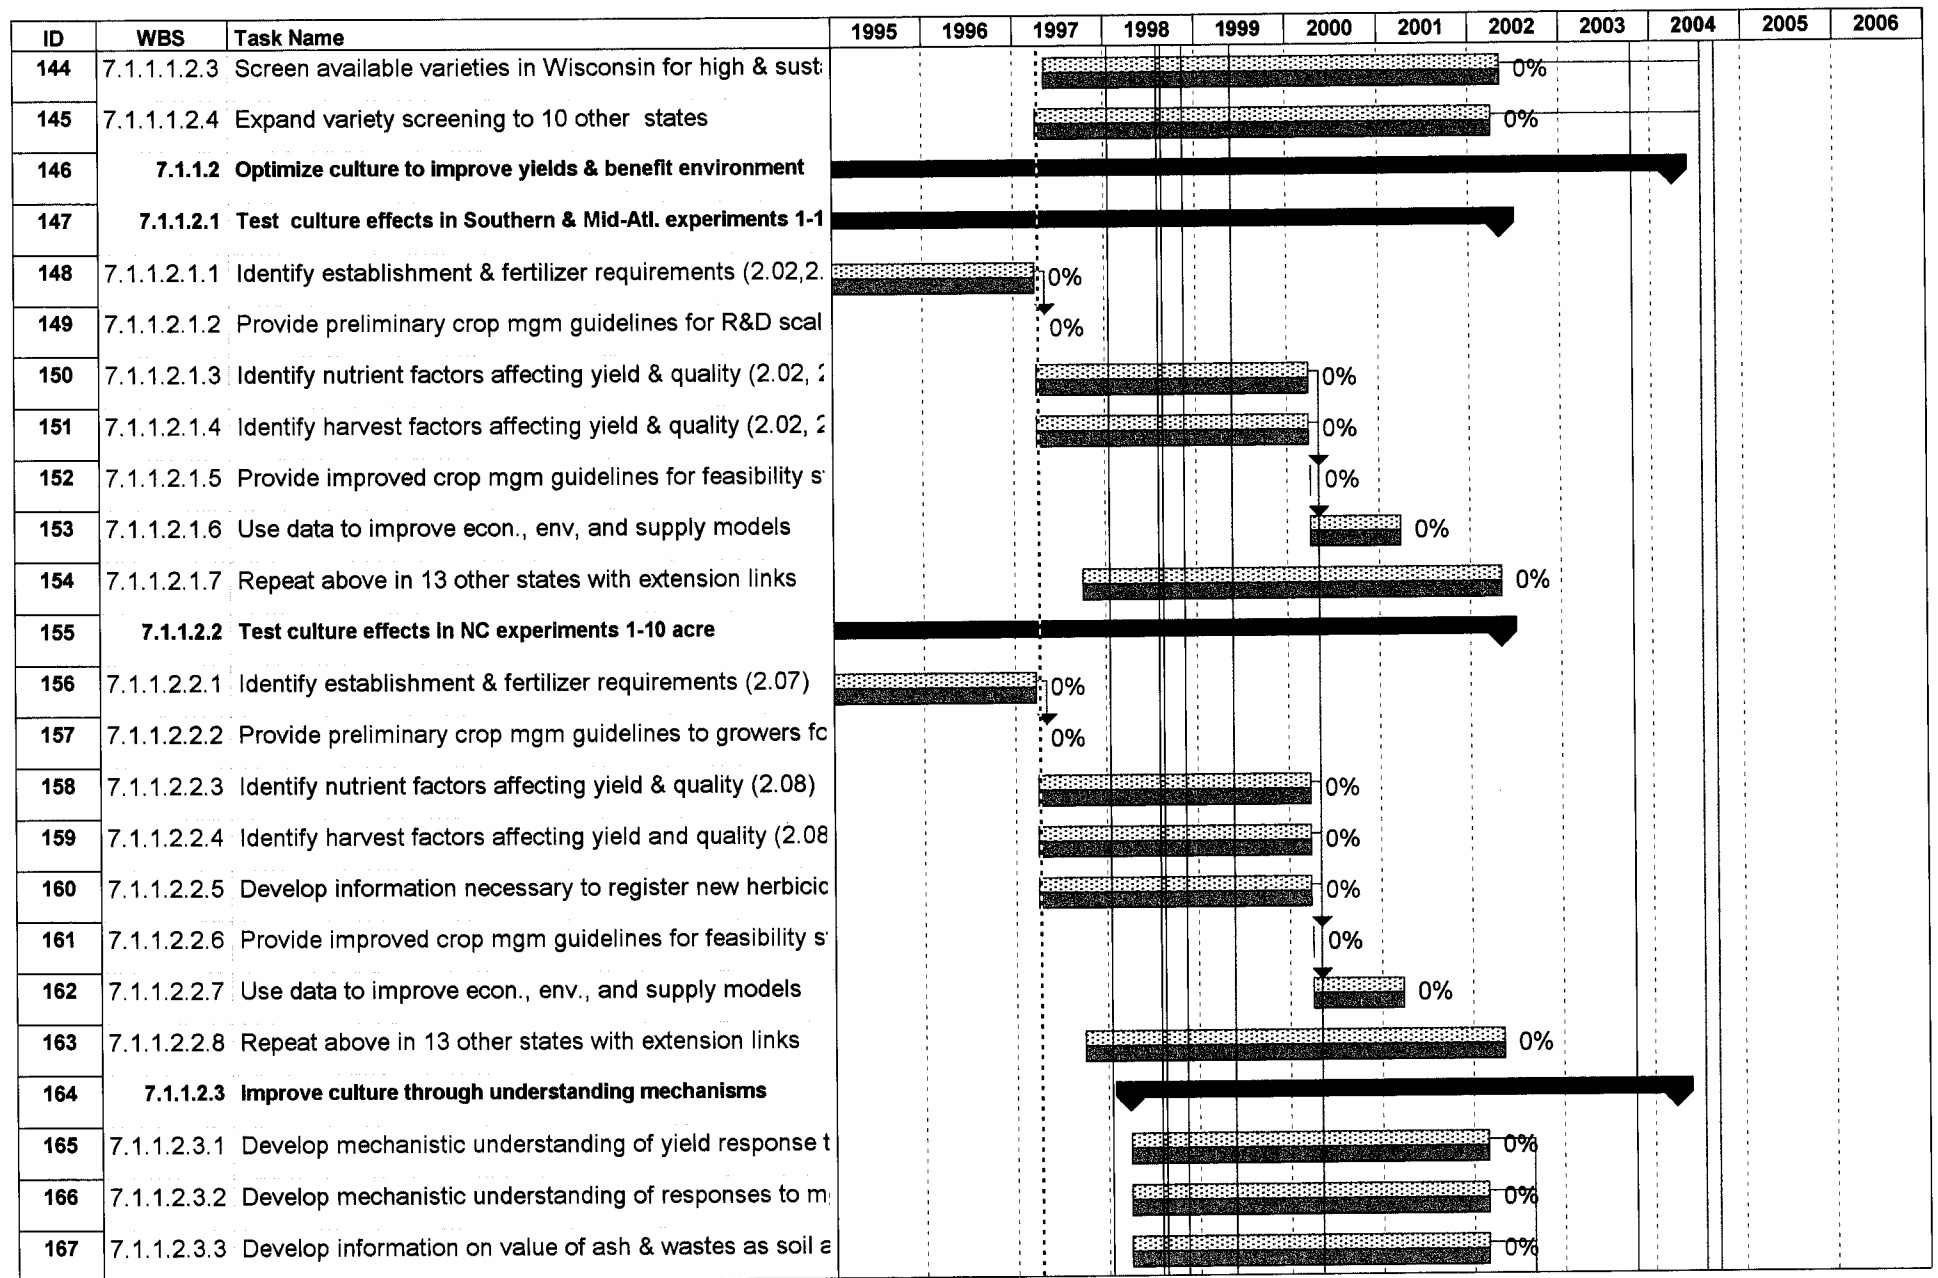 ID WBS Task Name 1995 1996 1997 1998 1999 2000 2001 2002 2003 2004 2005 2006
144 7.1.1.1.2.3 Screen available varieties in Wisconsin for high & sust 0%
145 7.1.1.1.2.4 Expand variety screening to 10 other states 0%
146 7.1.1.2 Optimize culture to improve yields & benefit environment
147 7.1.1.2.1 Test culture effects in Southern & Mid-Atl. experiments 1-1
148 7.1.1.2.1.1 Identify establishment & fertilizer requirements (2.02,2. 0%
149 7.1.1.2.1.2 Provide preliminary crop mgm guidelines for R&D scal 0%
150 7.1.1.2.1.3 Identify nutrient factors affecting yield & quality (2.02, 0%
151 7.1.1.2.1.4 Identify harvest factors affecting yield & quality (2.02, 0%
152 7.1.1.2.1.5 Provide improved crop mgm guidelines for feasibility s 0%
153 7.1.1.2.1.6 Use data to improve econ., env, and supply models 0%
154 7.1.1.2.1.7 Repeat above in 13 other states with extension links 0%
155 7.1.1.2.2 Test culture effects in NC experiments 1-10 acre
156 7.1.1.2.2.1 Identify establishment & fertilizer requirements (2.07) 0%
157 7.1.1.2.2.2 Provide preliminary crop mgm guidelines to growers fo 0%
158 7.1.1.2.2.3 Identify nutrient factors affecting yield & quality (2.08) 0%
159 7.1.1.2.2.4 Identify harvest factors affecting yield and quality (2.08 0%
160 7.1.1.2.2.5 Develop information necessary to register new herbicic 0%
161 7.1.1.2.2.6 Provide improved crop mgm guidelines for feasibility s 0%
162 7.1.1.2.2.7 Use data to improve econ., env., and supply models 0%
163 7.1.1.2.2.8 Repeat above in 13 other states with extension links 0%
164 7.1.1.2.3 Improve culture through understanding mechanisms
165 7.1.1.2.3.1 Develop mechanistic understanding of yield response t 0%
166 7.1.1.2.3.2 Develop mechanistic understanding of responses to m 0%
167 7.1.1.2.3.3 Develop information on value of ash & wastes as soil a 0%